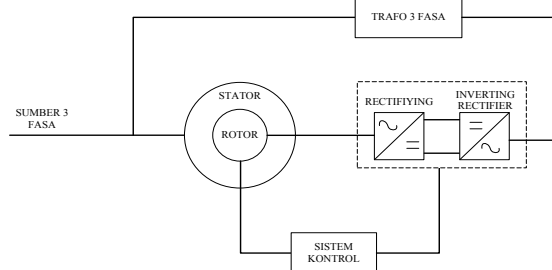 TRAFO 3 FASA
SUMBER 3
FASA
STATOR
ROTOR
RECTIFIYING
INVERTING
RECTIFIER
SISTEM
KONTROL